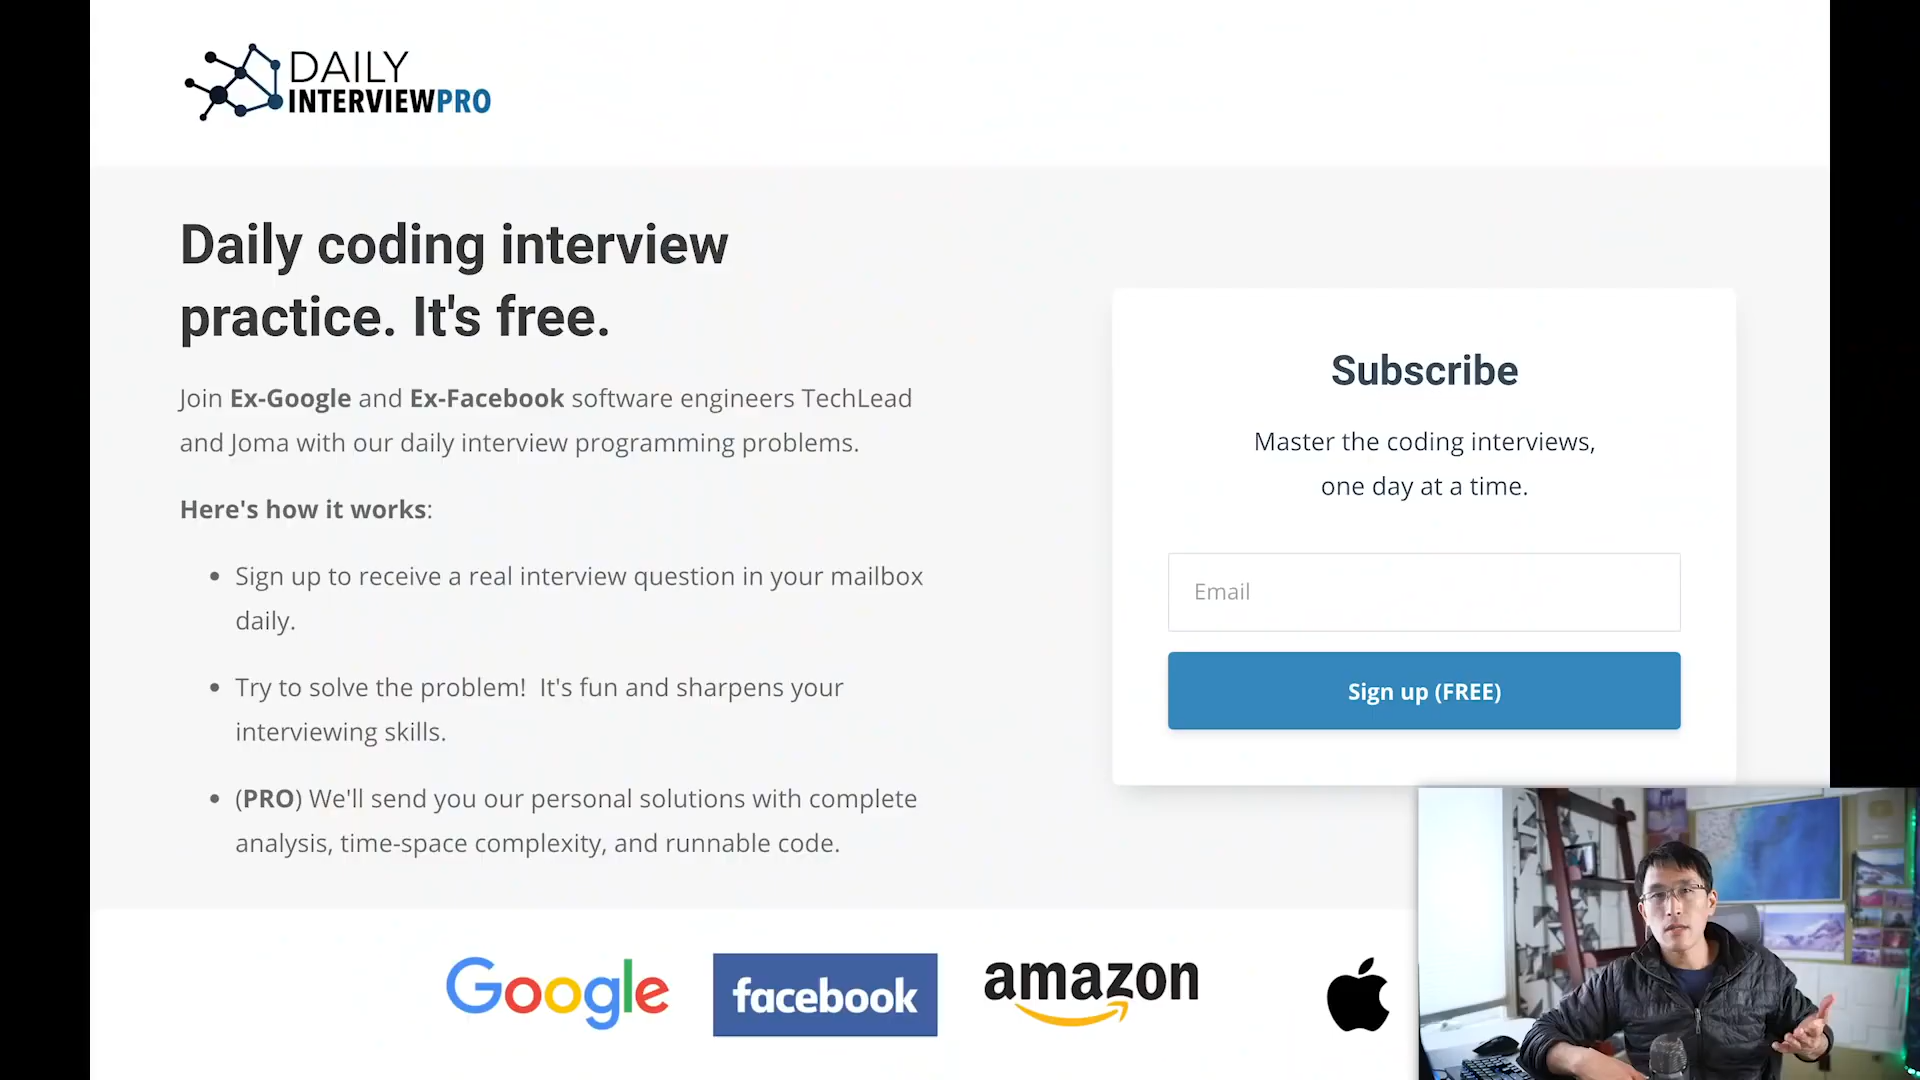 DAILY
INTERVIEWPRO
Daily coding interview
practice. It's free.
Join Ex-Google and Ex-Facebook software engineers TechLead
and Joma with our daily interview programming problems.
Here's how it works:
• Sign up to receive a real interview question in your mailbox
daily.
• Try to solve the problem!  It's fun and sharpens your
interviewing skills.
• (PRO) We'll send you our personal solutions with complete
analysis, time-space complexity, and runnable code.
Subscribe
Master the coding interviews,
one day at a time.
Email
Sign up (FREE)
Google
facebook
amazon